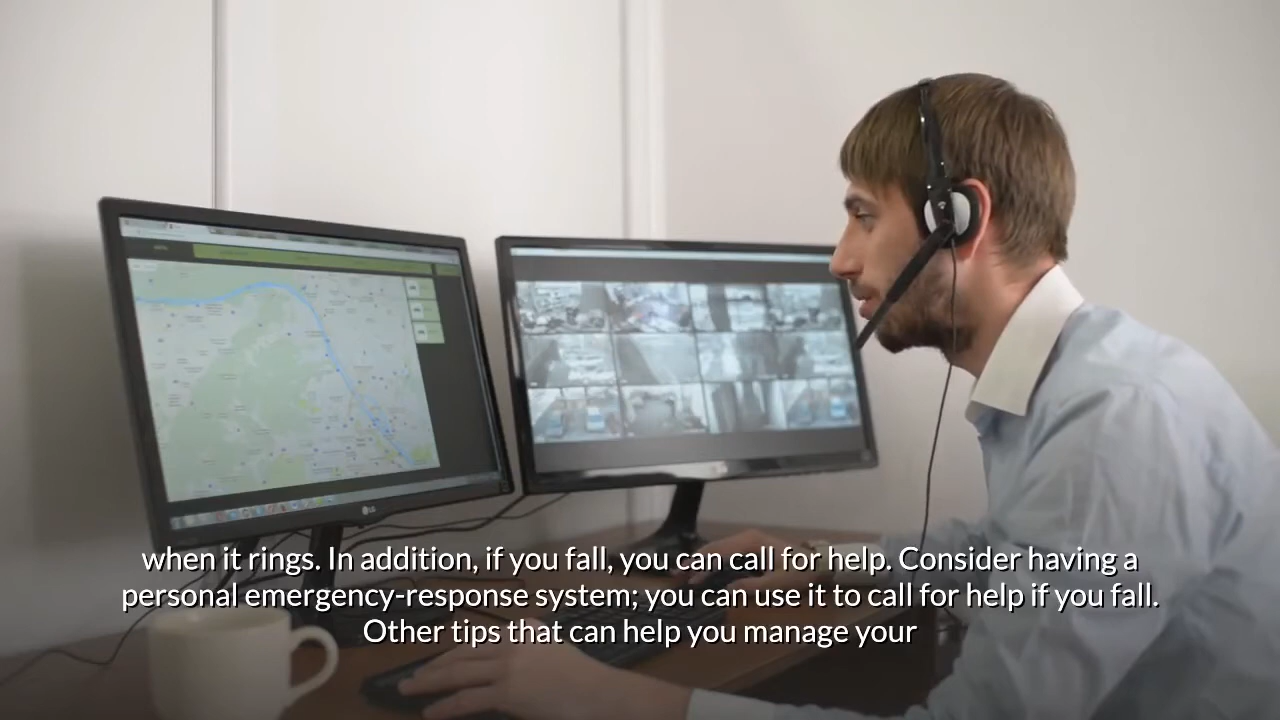 LG
when it rings. In addition, if you fall, you can call for help. Consider having a
personal emergency-response system; you can use it to call for help if you fall.
Other tips that can help you manage your